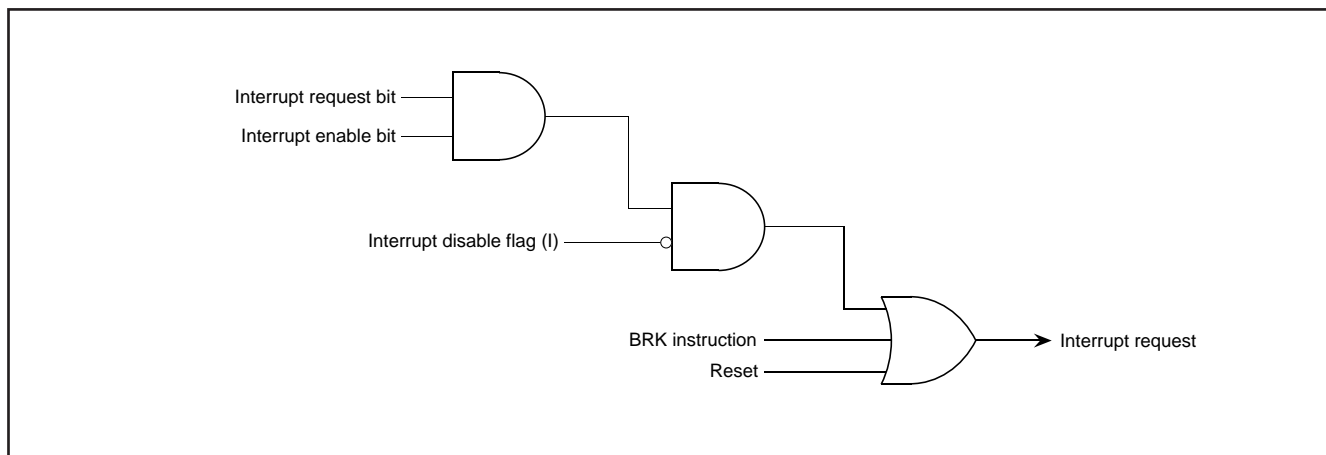 Interrupt request bit
Interrupt enable bit
Interrupt disable flag (I)
BRK instruction
Reset
Interrupt request